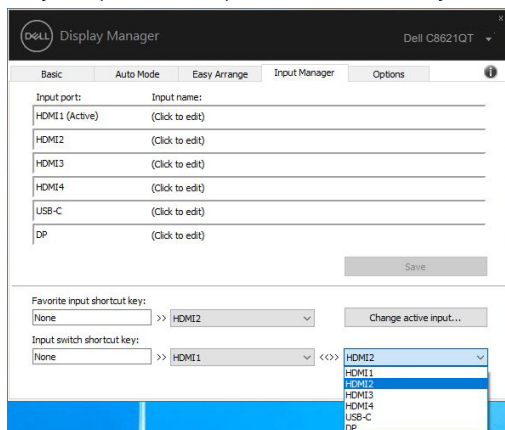 DELL Display Manager
Dell C8621QT
Basic Auto Mode Easy Arrange Input Manager Options
Input port: Input name:
HDMI1 (Active) (Click to edit)
HDMI2 (Click to edit)
HDMI3 (Click to edit)
HDMI4 (Click to edit)
USB-C (Click to edit)
DP (Click to edit)
Save
Favorite input shortcut key:
None >> HDMI2 Change active input...
Input switch shortcut key:
None >> HDMI1 <<>> HDMI2
HDMI1
HDMI2
HDMI3
HDMI4
USB-C
DP